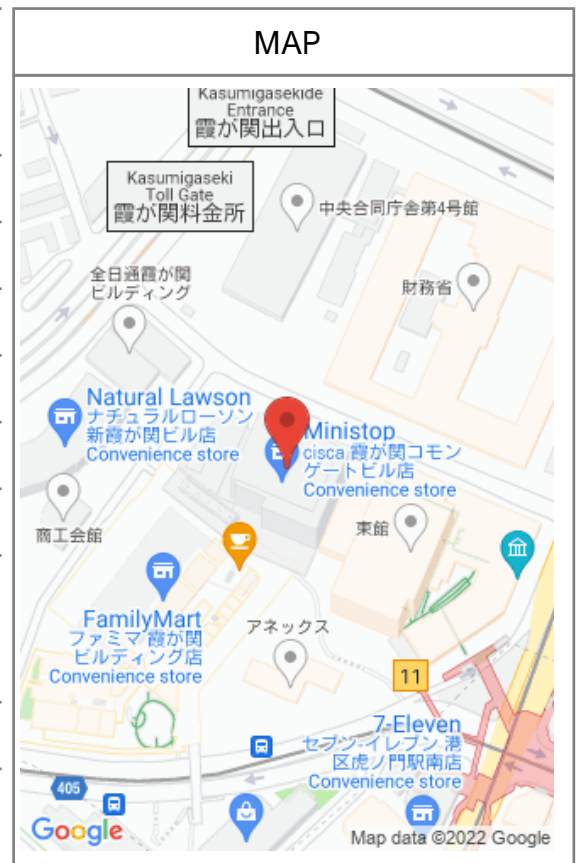 MAP
Kasumigasekide
Entrance
霞が関出入口
Kasumigaseki
Toll Gate
霞が関料金所
中央合同庁舎第4号館
全日通霞が関
ビルディング
財務省
Natural Lawson
ナチュラルローソン
新霞が関ビル店
Convenience store
Ministop
cisca 霞が関コモン
ゲートビル店
Convenience store
商工会館
東館
FamilyMart
ファミマ 霞が関
ビルディング店
Convenience store
アネックス
11
7-Eleven
セブン-イレブン 港
区虎ノ門駅南店
Convenience store
405
Google
Map data ©2022 Google